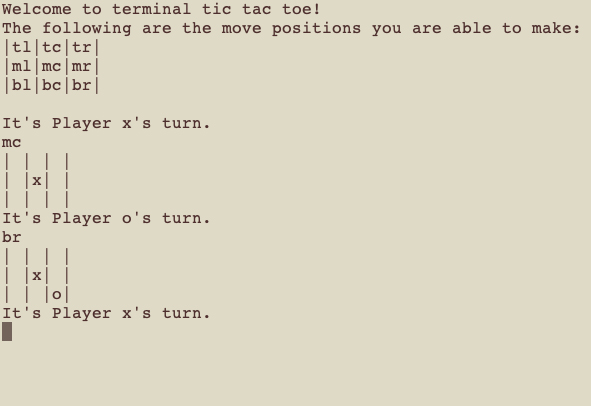 Welcome to terminal tic tac toe!
The following are the move positions you are able to make:
|tl|tc|tr|
|ml|mc|mr|
|bl|bc|br|

It's Player x's turn.
mc
| | | |
| |x| |
| | | |
It's Player o's turn.
br
| | | |
| |x| |
| | |o|
It's Player x's turn.